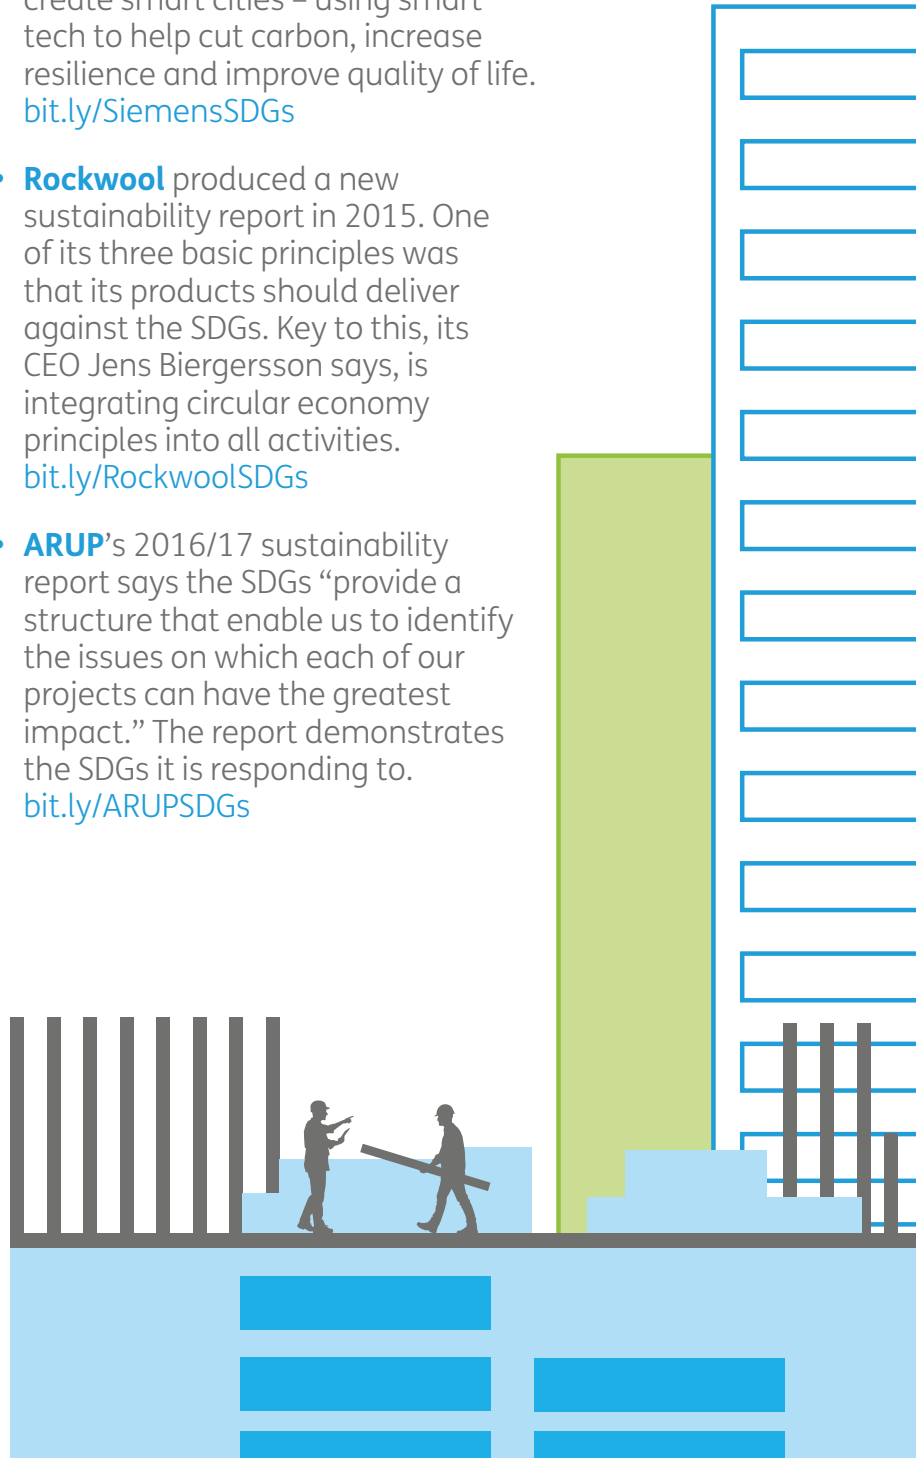 create smart cities – using smart
tech to help cut carbon, increase
resilience and improve quality of life.
bit.ly/SiemensSDGs
• Rockwool produced a new
sustainability report in 2015. One
of its three basic principles was
that its products should deliver
against the SDGs. Key to this, its
CEO Jens Biergersson says, is
integrating circular economy
principles into all activities.
bit.ly/RockwoolSDGs
• ARUP’s 2016/17 sustainability
report says the SDGs “provide a
structure that enable us to identify
the issues on which each of our
projects can have the greatest
impact.” The report demonstrates
the SDGs it is responding to.
bit.ly/ARUPSDGs